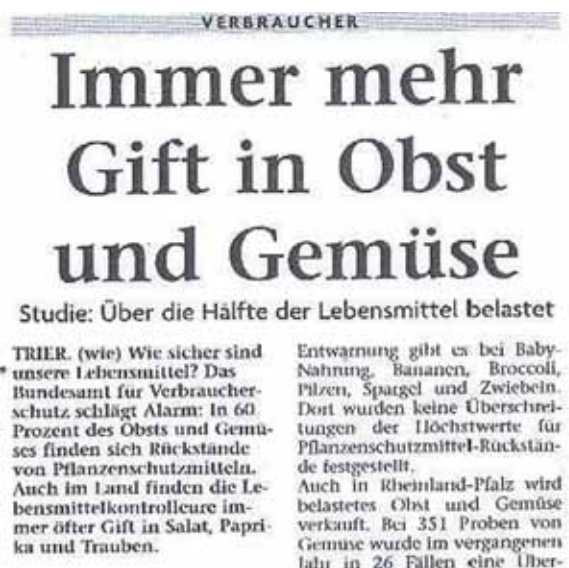 VERBRAUCHER
Immer mehr
Gift in Obst
und Gemüse
Studie: Über die Hälfte der Lebensmittel belastet
TRIER. (wie) Wie sicher sind
unsere Lebensmittel? Das
Bundesamt für Verbraucher-
schutz schlägt Alarm: In 60
Prozent des Obsts und Gemü-
ses finden sich Rückstände
von Pflanzenschutzmitteln.
Auch im Land finden die Le-
bensmittelkontrolleure im-
mer öfter Gift in Salat, Papri-
ka und Trauben.
Entwarnung gibt es bei Baby-
Nahrung, Bananen, Broccoli,
Pilzen, Spargel und Zwiebeln.
Dort wurden keine Überschrei-
tungen der Höchstwerte für
Pflanzenschutzmittel-Rückstän-
de festgestellt.
Auch in Rheinland-Pfalz wird
belastetes Obst und Gemüse
verkauft. Bei 351 Proben von
Gemüse wurde im vergangenen
Jahr in 26 Fällen eine Über-